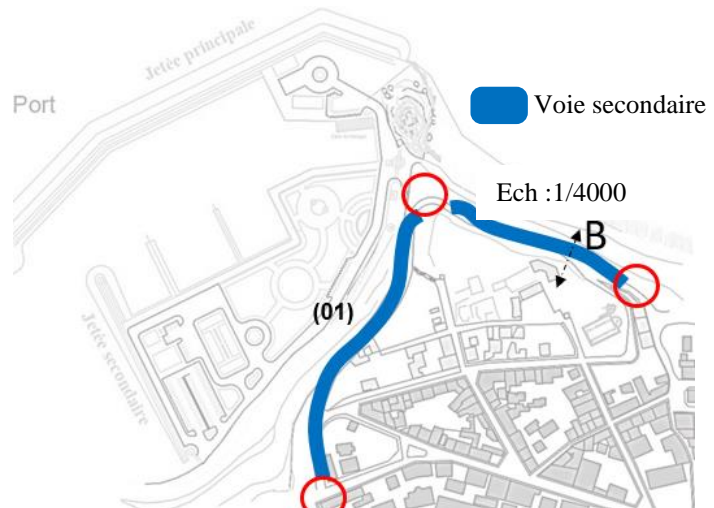 Jetée principale
Port
Voie secondaire
Ech :1/4000
B
(01)
Jetée secondaire